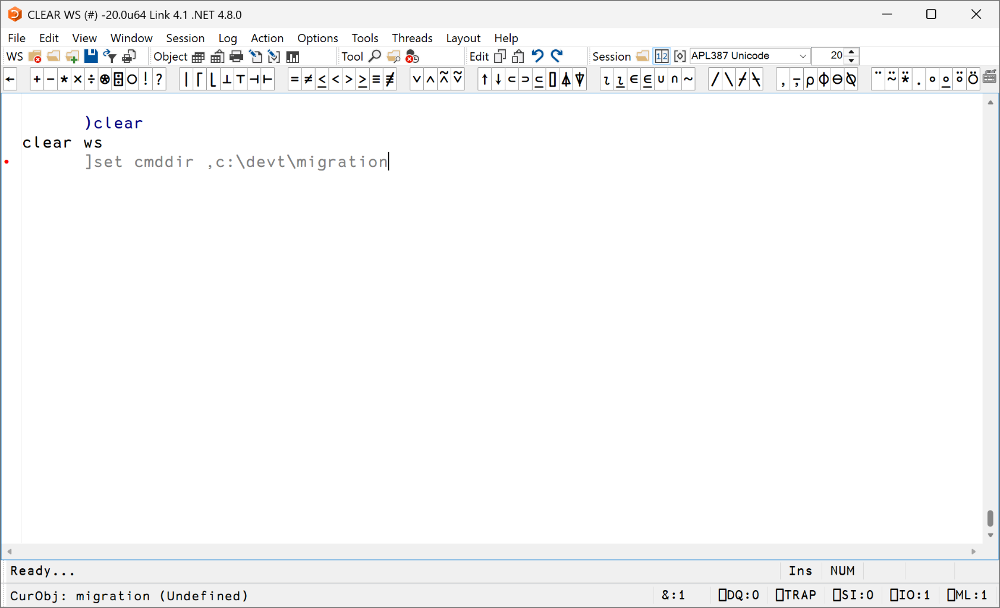 CLEAR WS (#) -20.0u64 Link 4.1 .NET 4.8.0
File Edit View Window Session Log Action Options Tools Threads Layout Help
WS Object Tool Edit Session APL387 Unicode 20
← + - * × ÷ ⍟ ⌹ ○ ! ? | ⌈ ⌊ ⊥ ⊤ ⊣ ⊢ = ≠ ≤ < > ≥ ≡ ≢ ∨ ∧ ⍲ ⍱ ↑ ↓ ⊂ ⊃ ⊆ ⌷ ⍋ ⍒ ⍳ ⍸ ∊ ⍷ ∪ ∩ ~ / \ ⌿ ⍀ , ⍪ ⍴ ⌽ ⊖ ⍉ ¨ ⍨ ⍣ . ∘ ⍛ ⍤ ⍥
)clear
clear ws
]set cmddir ,c:\devt\migration
Ready...
Ins NUM
CurObj: migration (Undefined)
&:1 ⎕DQ:0 ⎕TRAP ⎕SI:0 ⎕IO:1 ⎕ML:1